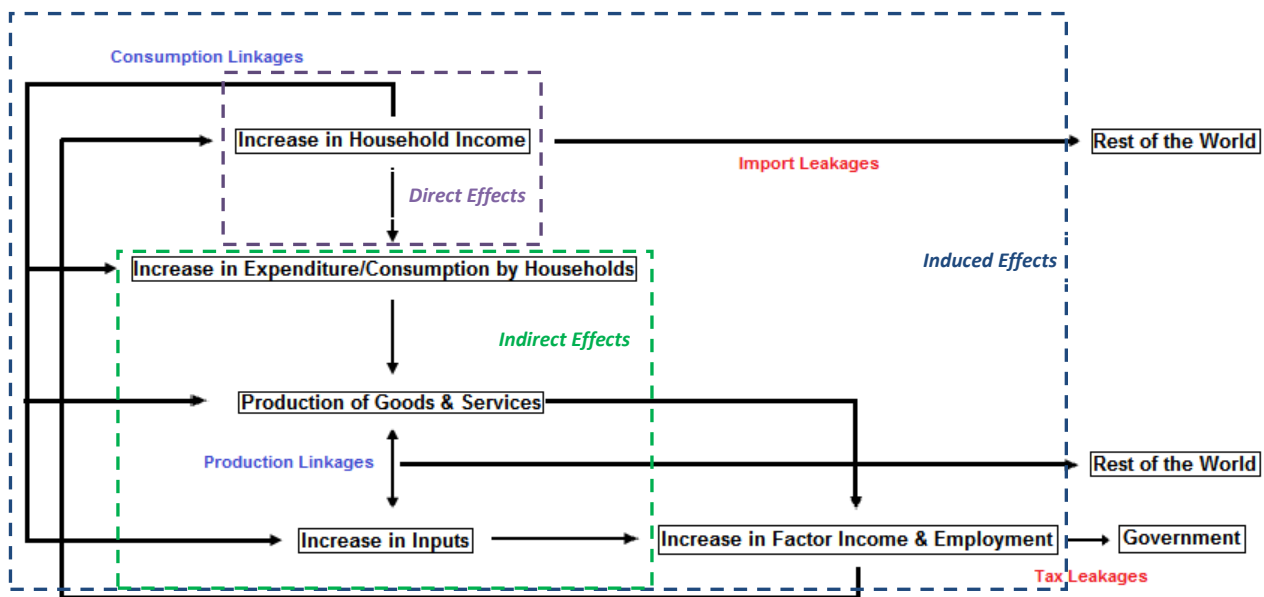 Consumption Linkages
Increase in Household Income
Rest of the World
Import Leakages
Direct Effects
Induced Effects
Increase in Expenditure/Consumption by Households
Indirect Effects
Production of Goods & Services
Production Linkages
Rest of the World
Increase in Inputs
Increase in Factor Income & Employment
Government
Tax Leakages